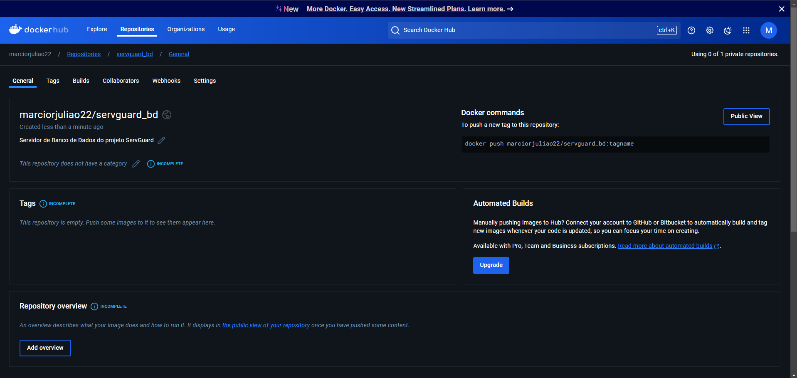 New More Docker. Easy Access. New Streamlined Plans. Learn more. →
dockerhub Explore Repositories Organizations Usage Search Docker Hub ctrl+K M
marciorjuliao22 / Repositories / servguard_bd / General Using 0 of 1 private repositories.
General Tags Builds Collaborators Webhooks Settings
marciorjuliao22/servguard_bd
Created less than a minute ago
Servidor de Banco de Dados do projeto ServGuard
This repository does not have a category INCOMPLETE
Docker commands
To push a new tag to this repository:
Public View
docker push marciorjuliao22/servguard_bd:tagname
Tags INCOMPLETE
This repository is empty. Push some images to it to see them appear here.
Automated Builds
Manually pushing images to Hub? Connect your account to GitHub or Bitbucket to automatically build and tag
new images whenever your code is updated, so you can focus your time on creating.
Available with Pro, Team and Business subscriptions. Read more about automated builds.
Upgrade
Repository overview INCOMPLETE
An overview describes what your image does and how to run it. It displays in the public view of your repository once you have pushed some content.
Add overview